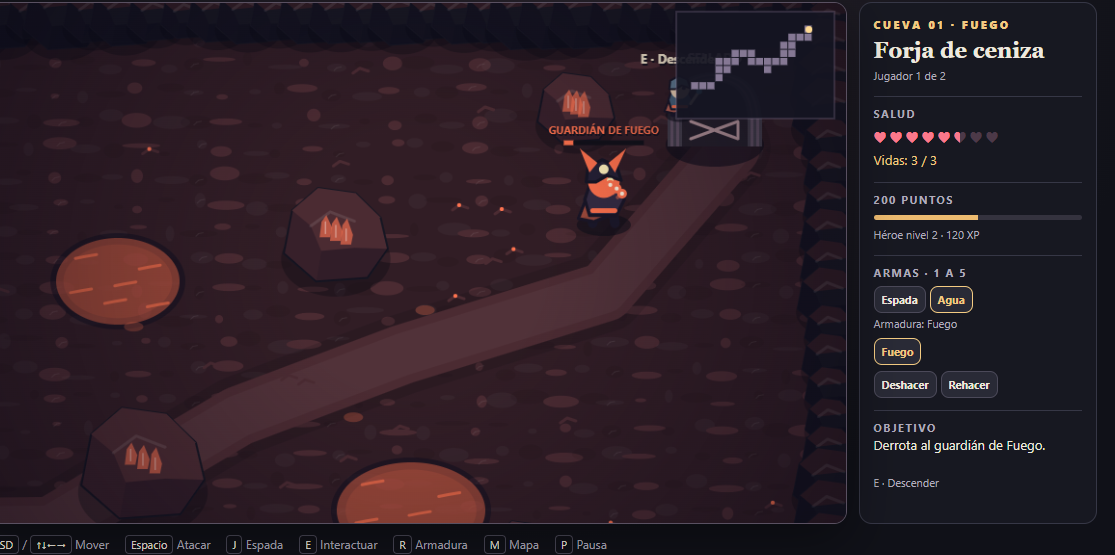 E · Des
GUARDIÁN DE FUEGO
CUEVA 01 · FUEGO
Forja de ceniza
Jugador 1 de 2
SALUD
Vidas: 3 / 3
200 PUNTOS
Héroe nivel 2 · 120 XP
ARMAS · 1 A 5
Espada Agua
Armadura: Fuego
Fuego
Deshacer Rehacer
OBJETIVO
Derrota al guardián de Fuego.
E · Descender
SD / ↑↓←→ Mover Espacio Atacar J Espada E Interactuar R Armadura M Mapa P Pausa